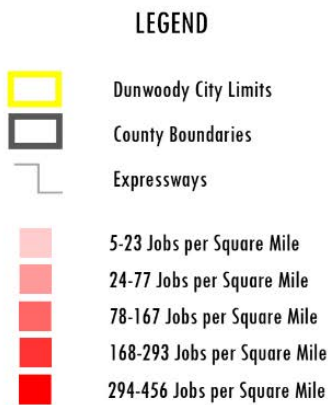 LEGEND
Dunwoody City Limits
County Boundaries
Expressways
5-23 Jobs per Square Mile
24-77 Jobs per Square Mile
78-167 Jobs per Square Mile
168-293 Jobs per Square Mile
294-456 Jobs per Square Mile